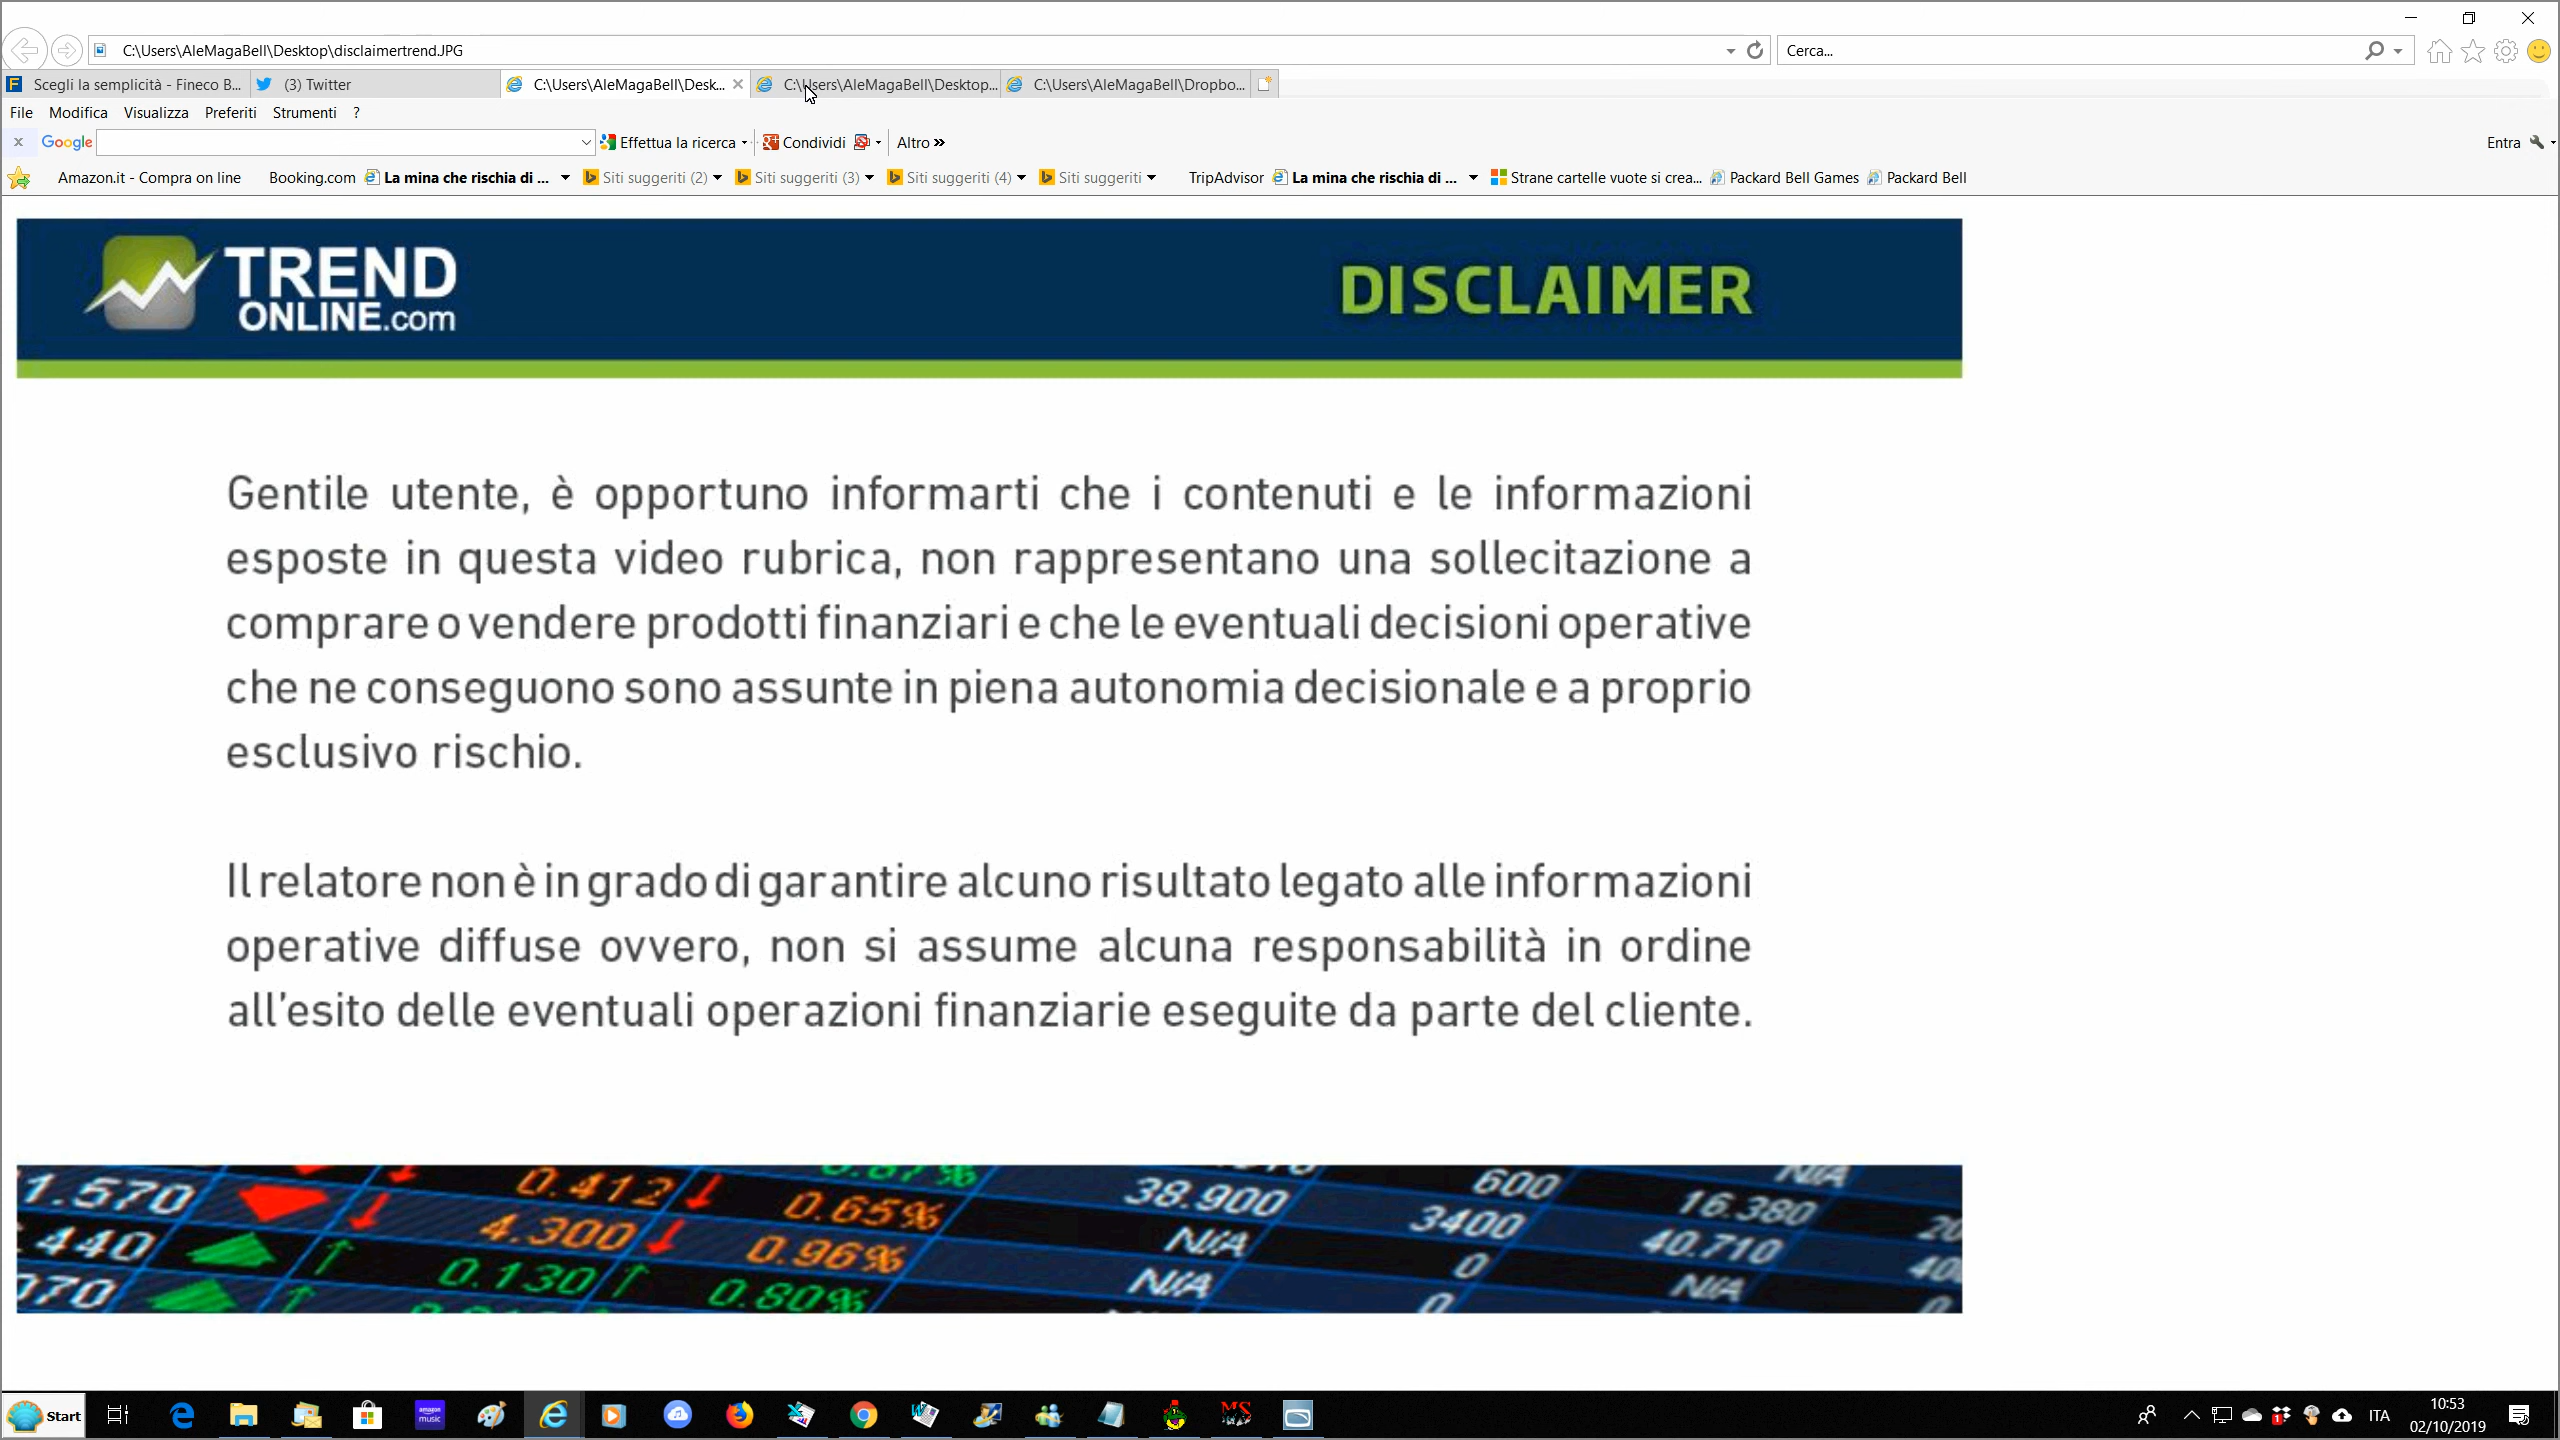 C:\Users\AleMagaBell\Desktop\disclaimertrend.JPG
Cerca...
Scegli la semplicità - Fineco B...
(3) Twitter
C:\Users\AleMagaBell\Desk...
C:\Users\AleMagaBell\Desktop...
C:\Users\AleMagaBell\Dropbo...
File Modifica Visualizza Preferiti Strumenti ?
x Google Effettua la ricerca Condividi Altro » Entra
Amazon.it - Compra on line Booking.com La mina che rischia di ... Siti suggeriti (2) Siti suggeriti (3) Siti suggeriti (4) Siti suggeriti TripAdvisor La mina che rischia di ... Strane cartelle vuote si crea... Packard Bell Games Packard Bell
TREND
ONLINE.com
DISCLAIMER
Gentile utente, è opportuno informarti che i contenuti e le informazioni
esposte in questa video rubrica, non rappresentano una sollecitazione a
comprare o vendere prodotti finanziari e che le eventuali decisioni operative
che ne conseguono sono assunte in piena autonomia decisionale e a proprio
esclusivo rischio.
Il relatore non è in grado di garantire alcuno risultato legato alle informazioni
operative diffuse ovvero, non si assume alcuna responsabilità in ordine
all'esito delle eventuali operazioni finanziarie eseguite da parte del cliente.
1.570 0.412 0.65% 38.900 600 16.380 N/A
440 4.300 0.96% N/A 3400 40.710
070 0.130 0.80% N/A 0 N/A
0 0
Start
amazon music
MS
ITA
10:53
02/10/2019